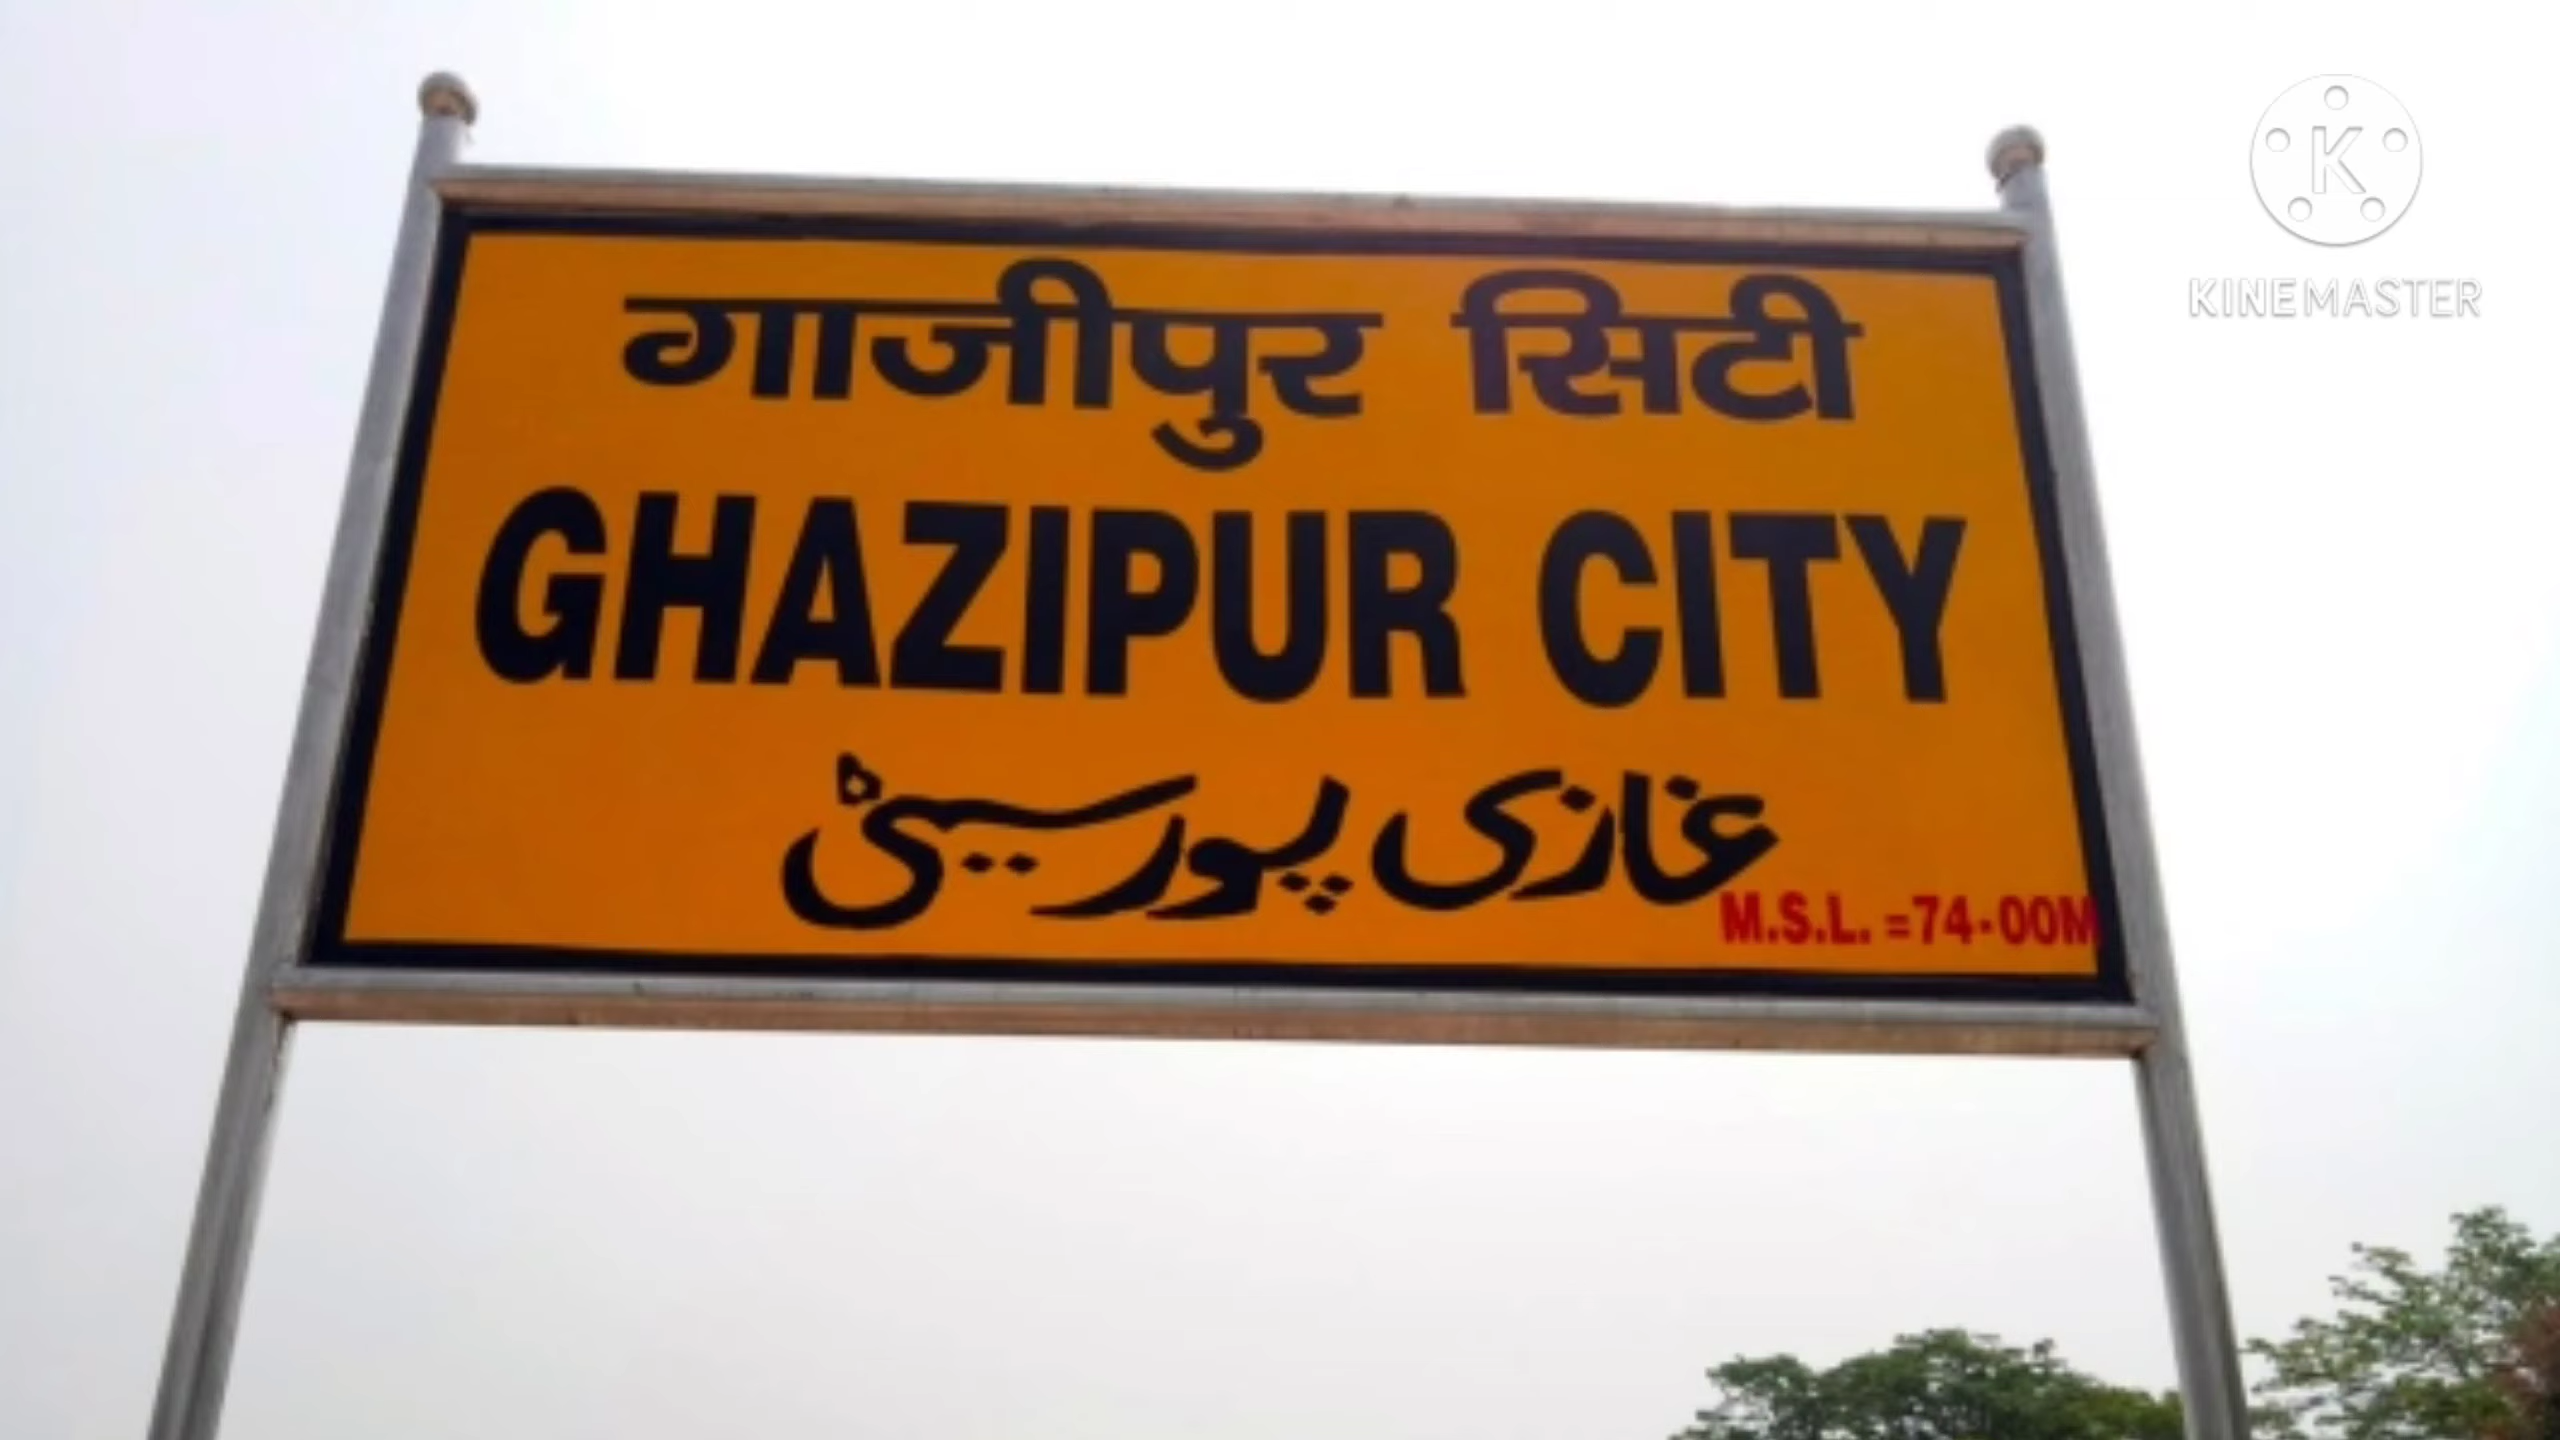 गाजीपुर सिटी
GHAZIPUR CITY
غازی پور سیٹی
M.S.L. =74.00M
K
KINEMASTER